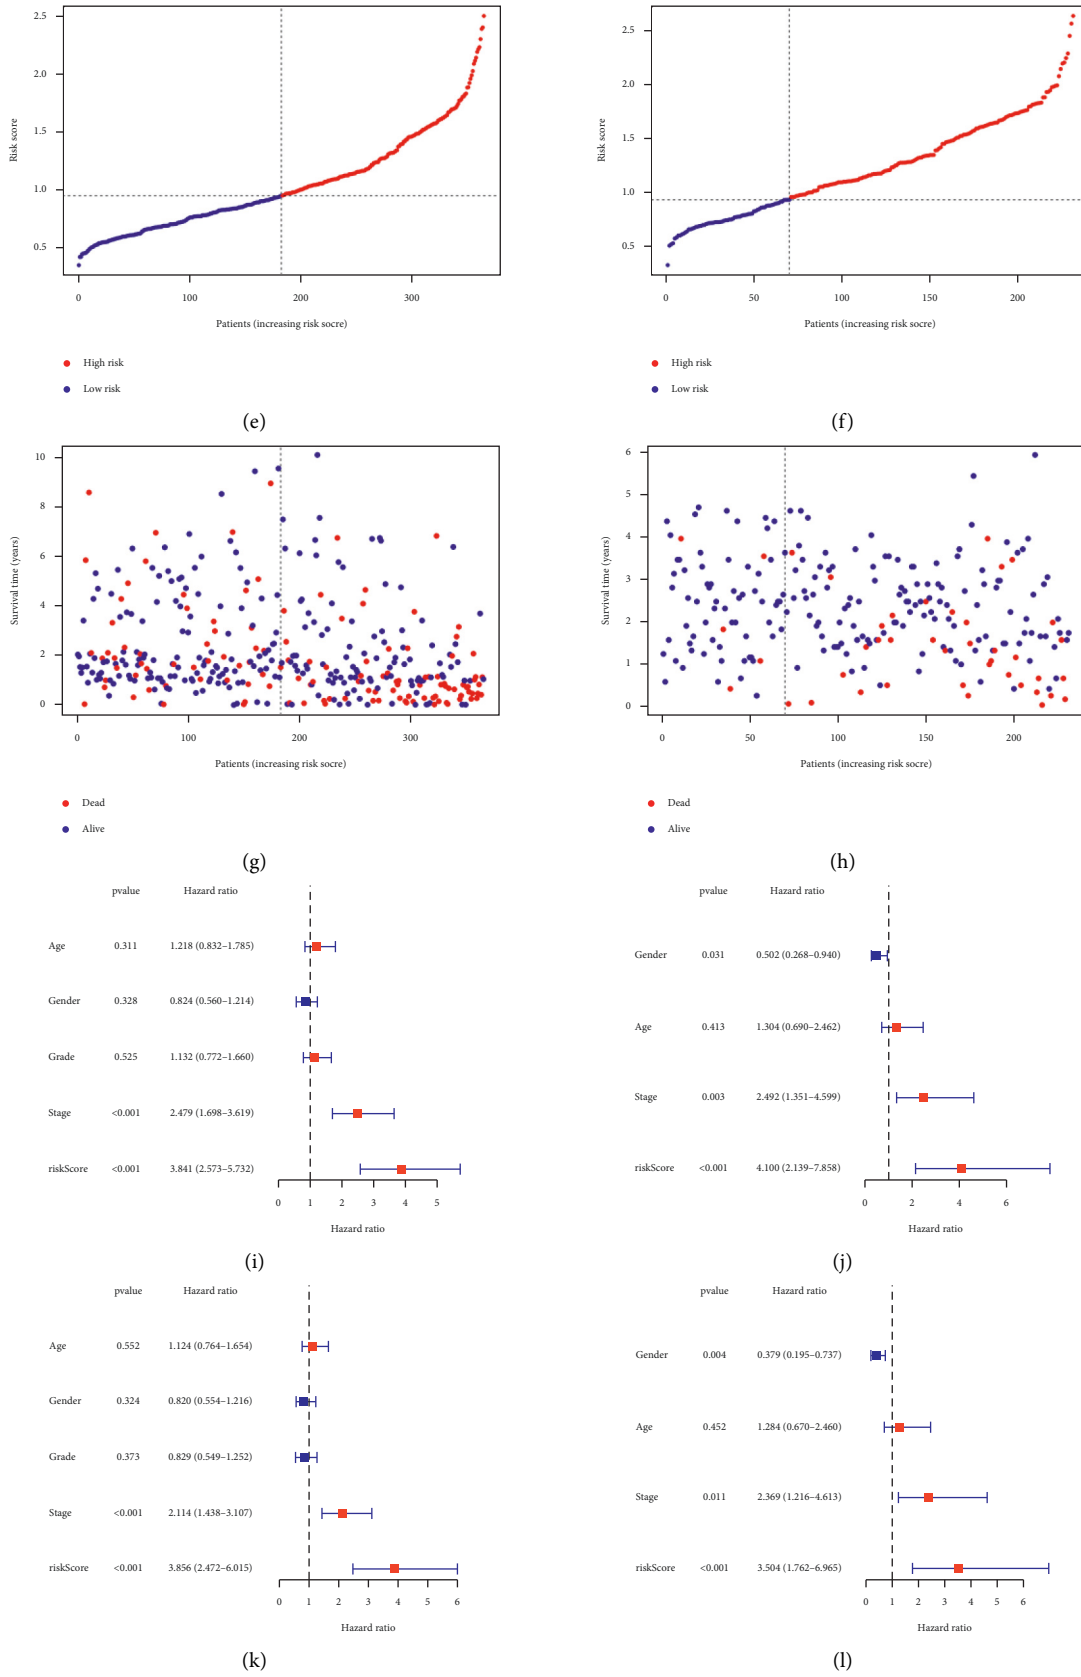 2.5
2.0
1.5
1.0
0.5
Risk score
0 100 200 300
Patients (increasing risk socre)
High risk
Low risk
(e)
2.5
2.0
1.5
1.0
0.5
Risk score
0 50 100 150 200
Patients (increasing risk socre)
High risk
Low risk
(f)
10
8
6
4
2
0
Survival time (years)
0 100 200 300
Patients (increasing risk socre)
Dead
Alive
(g)
6
5
4
3
2
1
0
Survival time (years)
0 50 100 150 200
Patients (increasing risk socre)
Dead
Alive
(h)
pvalue Hazard ratio
Age 0.311 1.218 (0.832–1.785)
Gender 0.328 0.824 (0.560–1.214)
Grade 0.525 1.132 (0.772–1.660)
Stage <0.001 2.479 (1.698–3.619)
riskScore <0.001 3.841 (2.573–5.732)
0 1 2 3 4 5
Hazard ratio
(i)
pvalue Hazard ratio
Gender 0.031 0.502 (0.268–0.940)
Age 0.413 1.304 (0.690–2.462)
Stage 0.003 2.492 (1.351–4.599)
riskScore <0.001 4.100 (2.139–7.858)
0 2 4 6
Hazard ratio
(j)
pvalue Hazard ratio
Age 0.552 1.124 (0.764–1.654)
Gender 0.324 0.820 (0.554–1.216)
Grade 0.373 0.829 (0.549–1.252)
Stage <0.001 2.114 (1.438–3.107)
riskScore <0.001 3.856 (2.472–6.015)
0 1 2 3 4 5 6
Hazard ratio
(k)
pvalue Hazard ratio
Gender 0.004 0.379 (0.195–0.737)
Age 0.452 1.284 (0.670–2.460)
Stage 0.011 2.369 (1.216–4.613)
riskScore <0.001 3.504 (1.762–6.965)
0 1 2 3 4 5 6
Hazard ratio
(l)